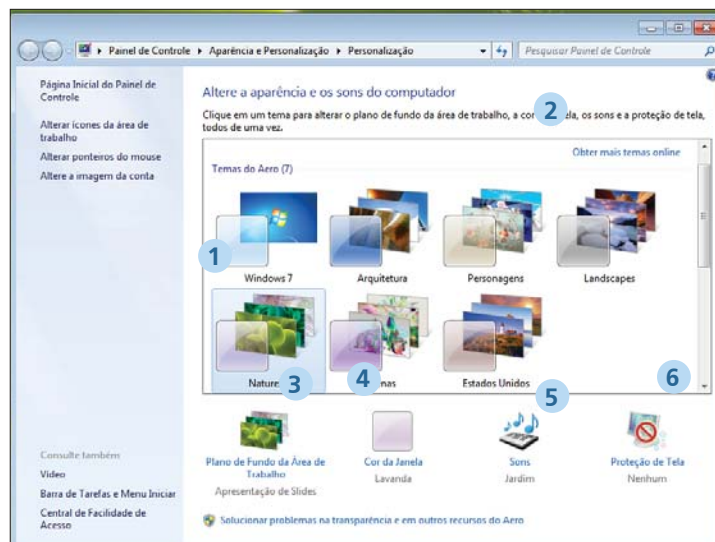 Painel de Controle ▸ Aparência e Personalização ▸ Personalização
Pesquisar Painel de Controle
Página Inicial do Painel de
Controle
Alterar ícones da área de
trabalho
Alterar ponteiros do mouse
Altere a imagem da conta
Consulte também
Vídeo
Barra de Tarefas e Menu Iniciar
Central de Facilidade de
Acesso
Altere a aparência e os sons do computador
Clique em um tema para alterar o plano de fundo da área de trabalho, a os sons e a proteção de tela,
todos de uma vez.
2
Obter mais temas online
Temas do Aero (7)
1
Windows 7
Arquitetura
Personagens
Landscapes
3
4
Estados Unidos
5
6
Plano de Fundo da Área de
Trabalho
Apresentação de Slides
Cor da Janela
Lavanda
Sons
Jardim
Proteção de Tela
Nenhum
Solucionar problemas na transparência e em outros recursos do Aero